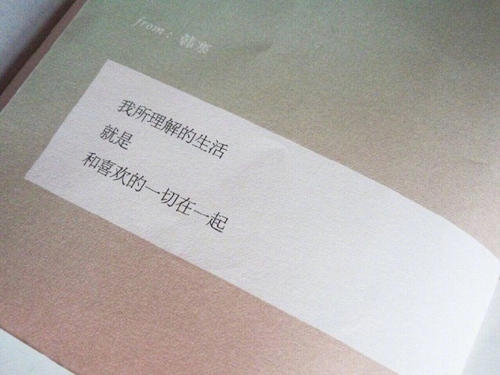 from：韩寒
我所理解的生活
就是
和喜欢的一切在一起